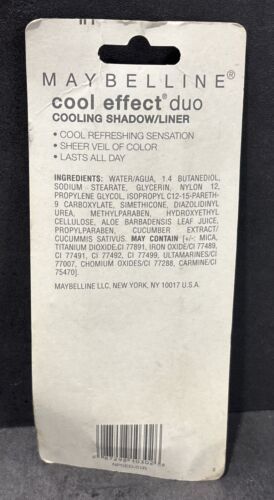 MAYBELLINE®
cool effect® duo
COOLING SHADOW/LINER
• COOL REFRESHING SENSATION
• SHEER VEIL OF COLOR
• LASTS ALL DAY
INGREDIENTS: WATER/AGUA, 1.4 BUTANEDIOL,
SODIUM STEARATE, GLYCERIN, NYLON 12,
PROPYLENE GLYCOL, ISOPROPYL C12-15-PARETH-
9 CARBOXYLATE, SIMETHICONE, DIAZOLIDINYL
UREA, METHYLPARABEN, HYDROXYETHYL
CELLULOSE, ALOE BARBADENSIS LEAF JUICE,
PROPYLPARABEN, CUCUMBER EXTRACT/
CUCUMMIS SATIVUS. MAY CONTAIN [+/-: MICA,
TITANIUM DIOXIDE.CI 77891, IRON OXIDE/CI 77489,
CI 77491, CI 77492, CI 77499, ULTAMARINES/CI
77007, CHOMIUM OXIDES/CI 77288, CARMINE/CI
75470].
MAYBELLINE LLC. NEW YORK, NY 10017 U.S.A.